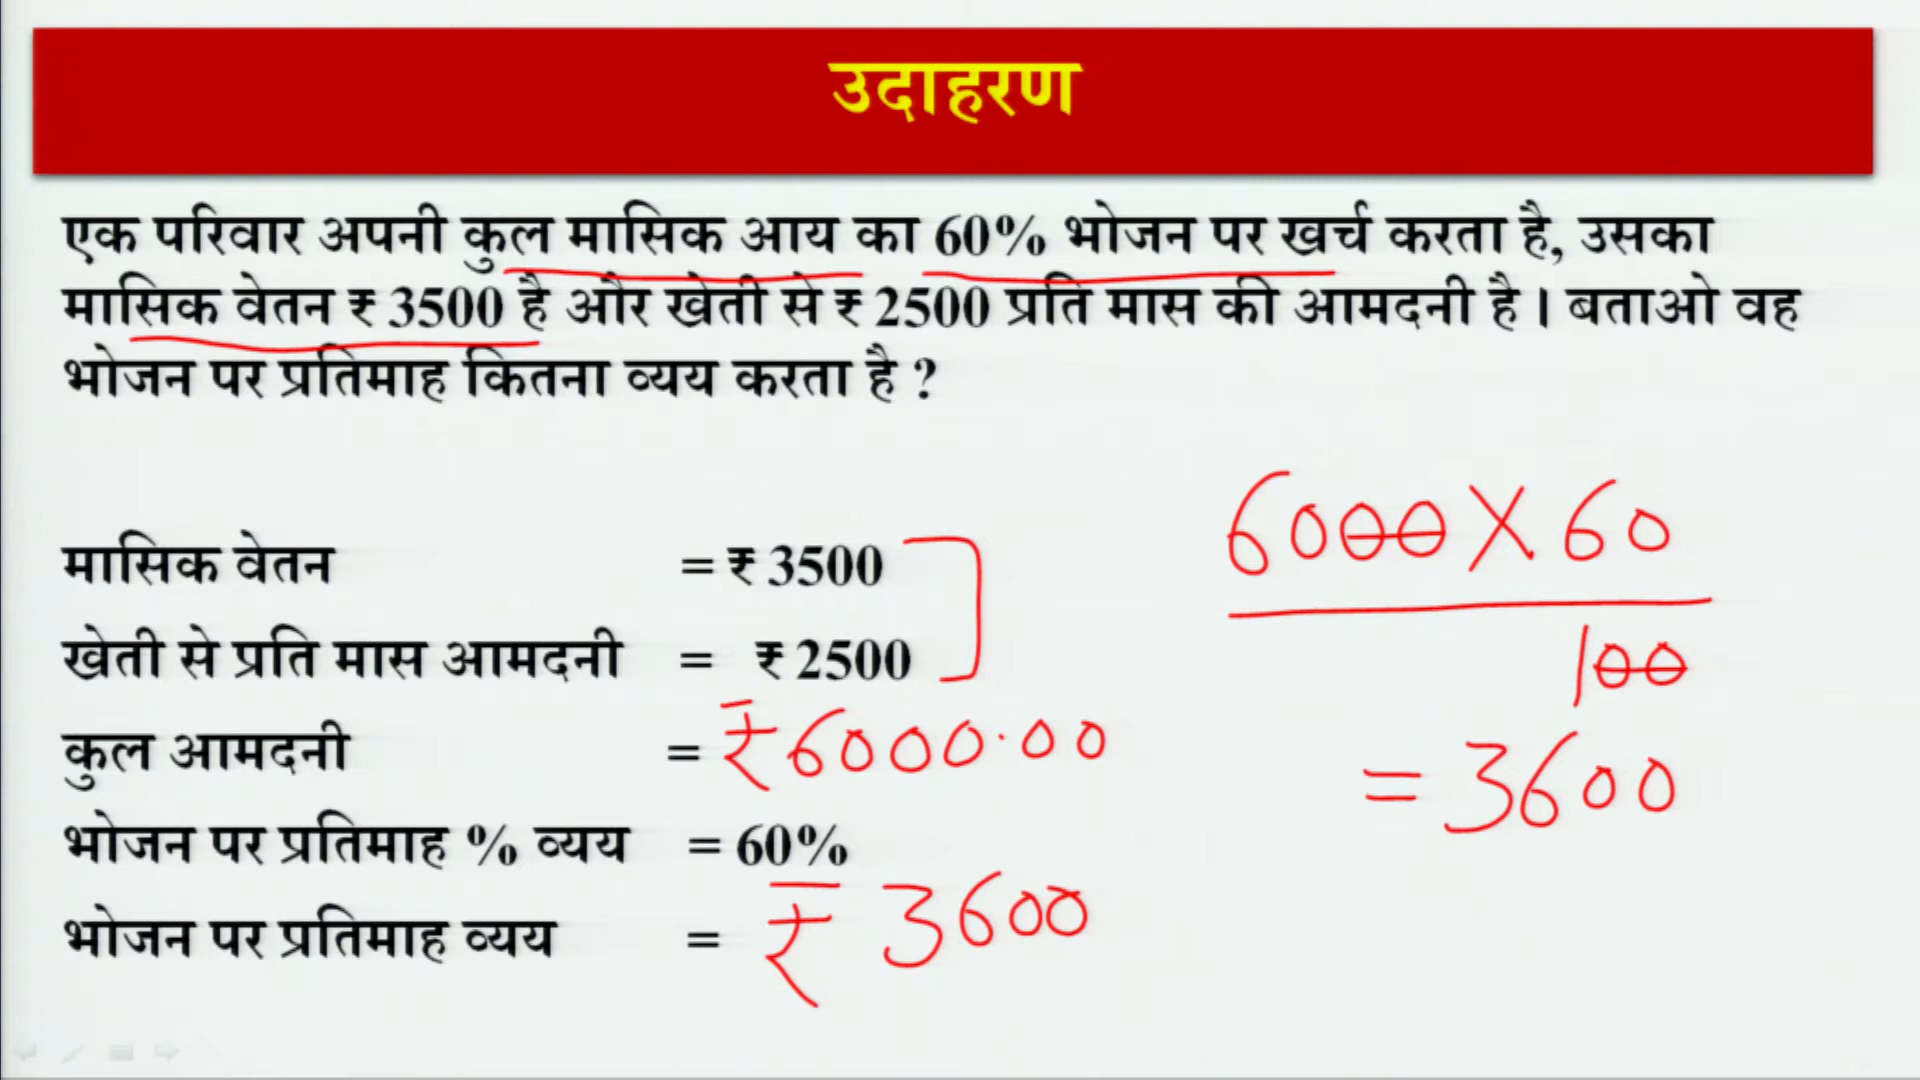 उदाहरण
एक परिवार अपनी कुल मासिक आय का 60% भोजन पर खर्च करता है, उसका
मासिक वेतन ₹ 3500 है और खेती से ₹ 2500 प्रति मास की आमदनी है। बताओ वह
भोजन पर प्रतिमाह कितना व्यय करता है ?
मासिक वेतन = ₹ 3500
खेती से प्रति मास आमदनी = ₹ 2500
कुल आमदनी = ₹ 6000.00
भोजन पर प्रतिमाह % व्यय = 60%
भोजन पर प्रतिमाह व्यय = ₹ 3600
6000 X 60
100
= 3600